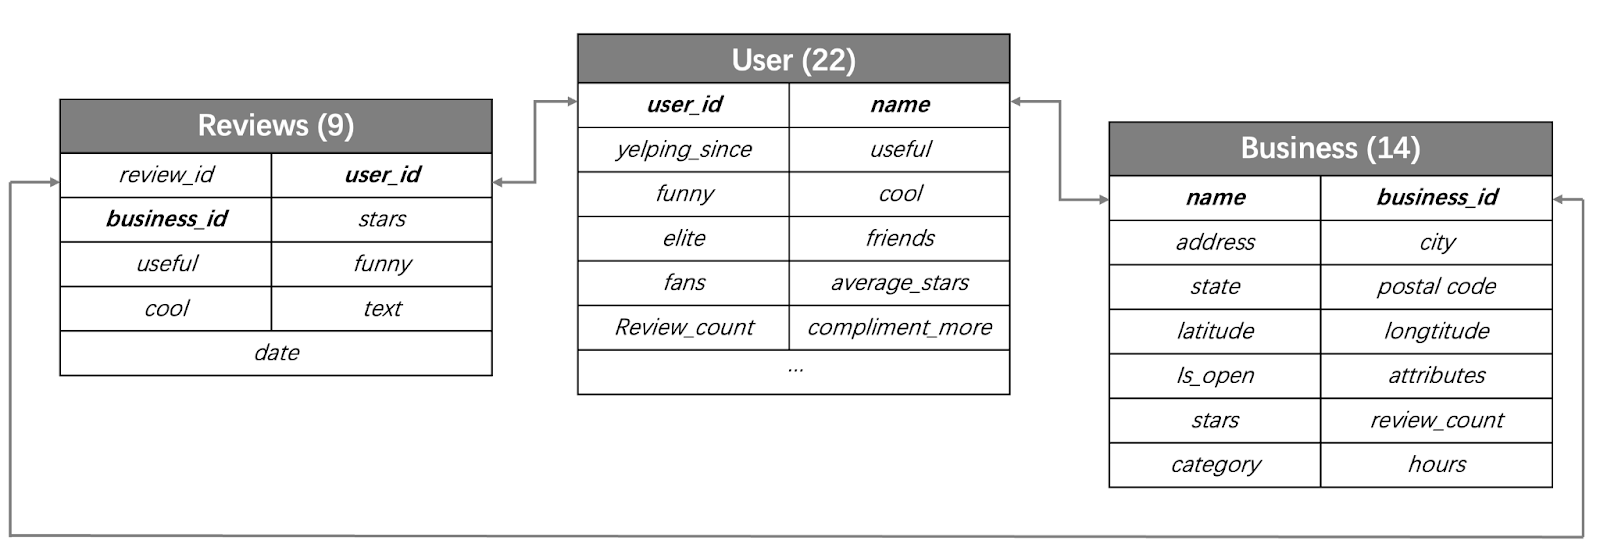 Reviews (9)
review_id user_id
business_id stars
useful funny
cool text
date
User (22)
user_id name
yelping_since useful
funny cool
elite friends
fans average_stars
Review_count compliment_more
...
Business (14)
name business_id
address city
state postal code
latitude longtitude
Is_open attributes
stars review_count
category hours